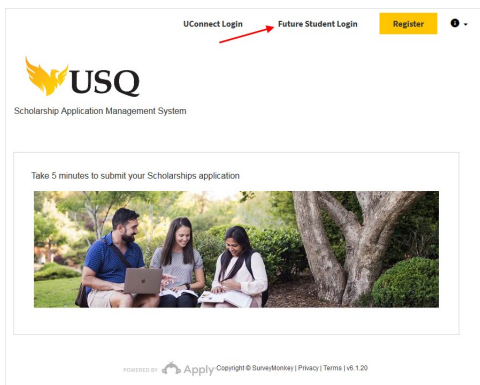 UConnect Login Future Student Login Register
USQ
Scholarship Application Management System
Take 5 minutes to submit your Scholarships application
POWERED BY Apply Copyright © SurveyMonkey | Privacy | Terms | v6.1.20